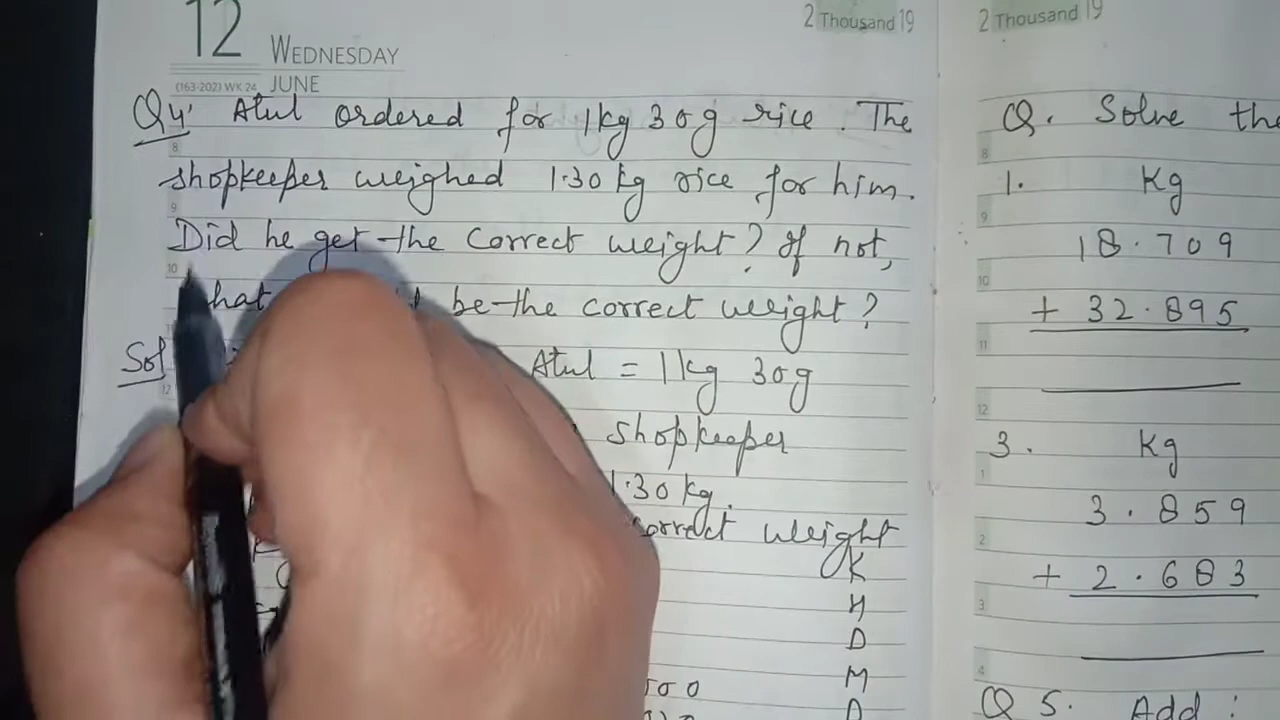 12 WEDNESDAY
2 Thousand 19
(163-202) WK 24 JUNE
Q4. Atul ordered for 1kg 30g rice. The
shopkeeper weighed 1.30 kg rice for him.
Did he get the correct weight? If not,
be the correct weight?
Sol
Atul = 1kg 30g
shopkeeper
1.30 kg.
correct weight
K
H
D
M
2 Thousand 19
Q. Solve the
1. Kg
18.709
+ 32.895
3. Kg
3.859
+ 2.683
Q 5. Add :